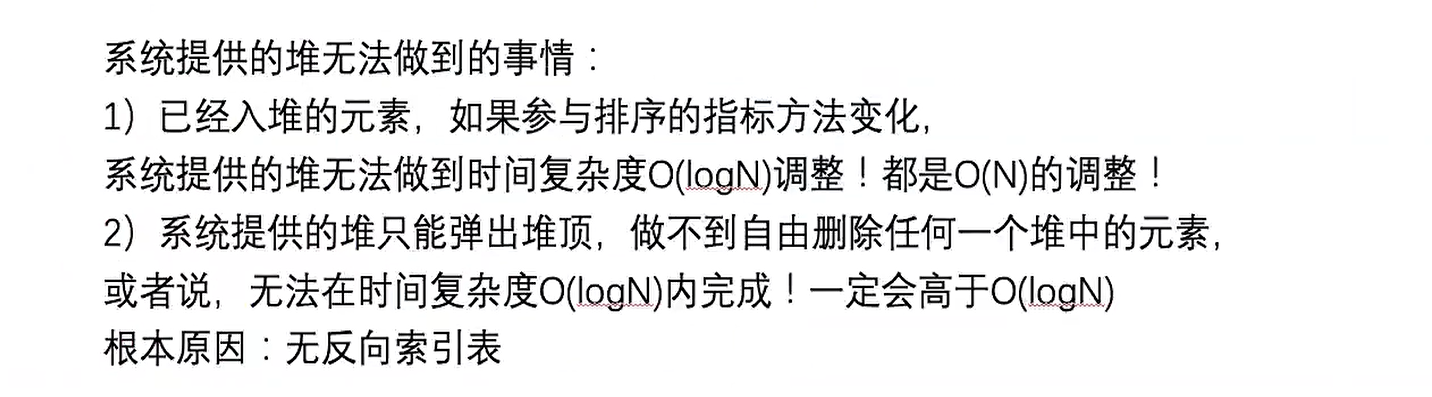 系统提供的堆无法做到的事情：
1）已经入堆的元素，如果参与排序的指标方法变化，
系统提供的堆无法做到时间复杂度O(logN)调整！都是O(N)的调整！
2）系统提供的堆只能弹出堆顶，做不到自由删除任何一个堆中的元素，
或者说，无法在时间复杂度O(logN)内完成！一定会高于O(logN)
根本原因：无反向索引表